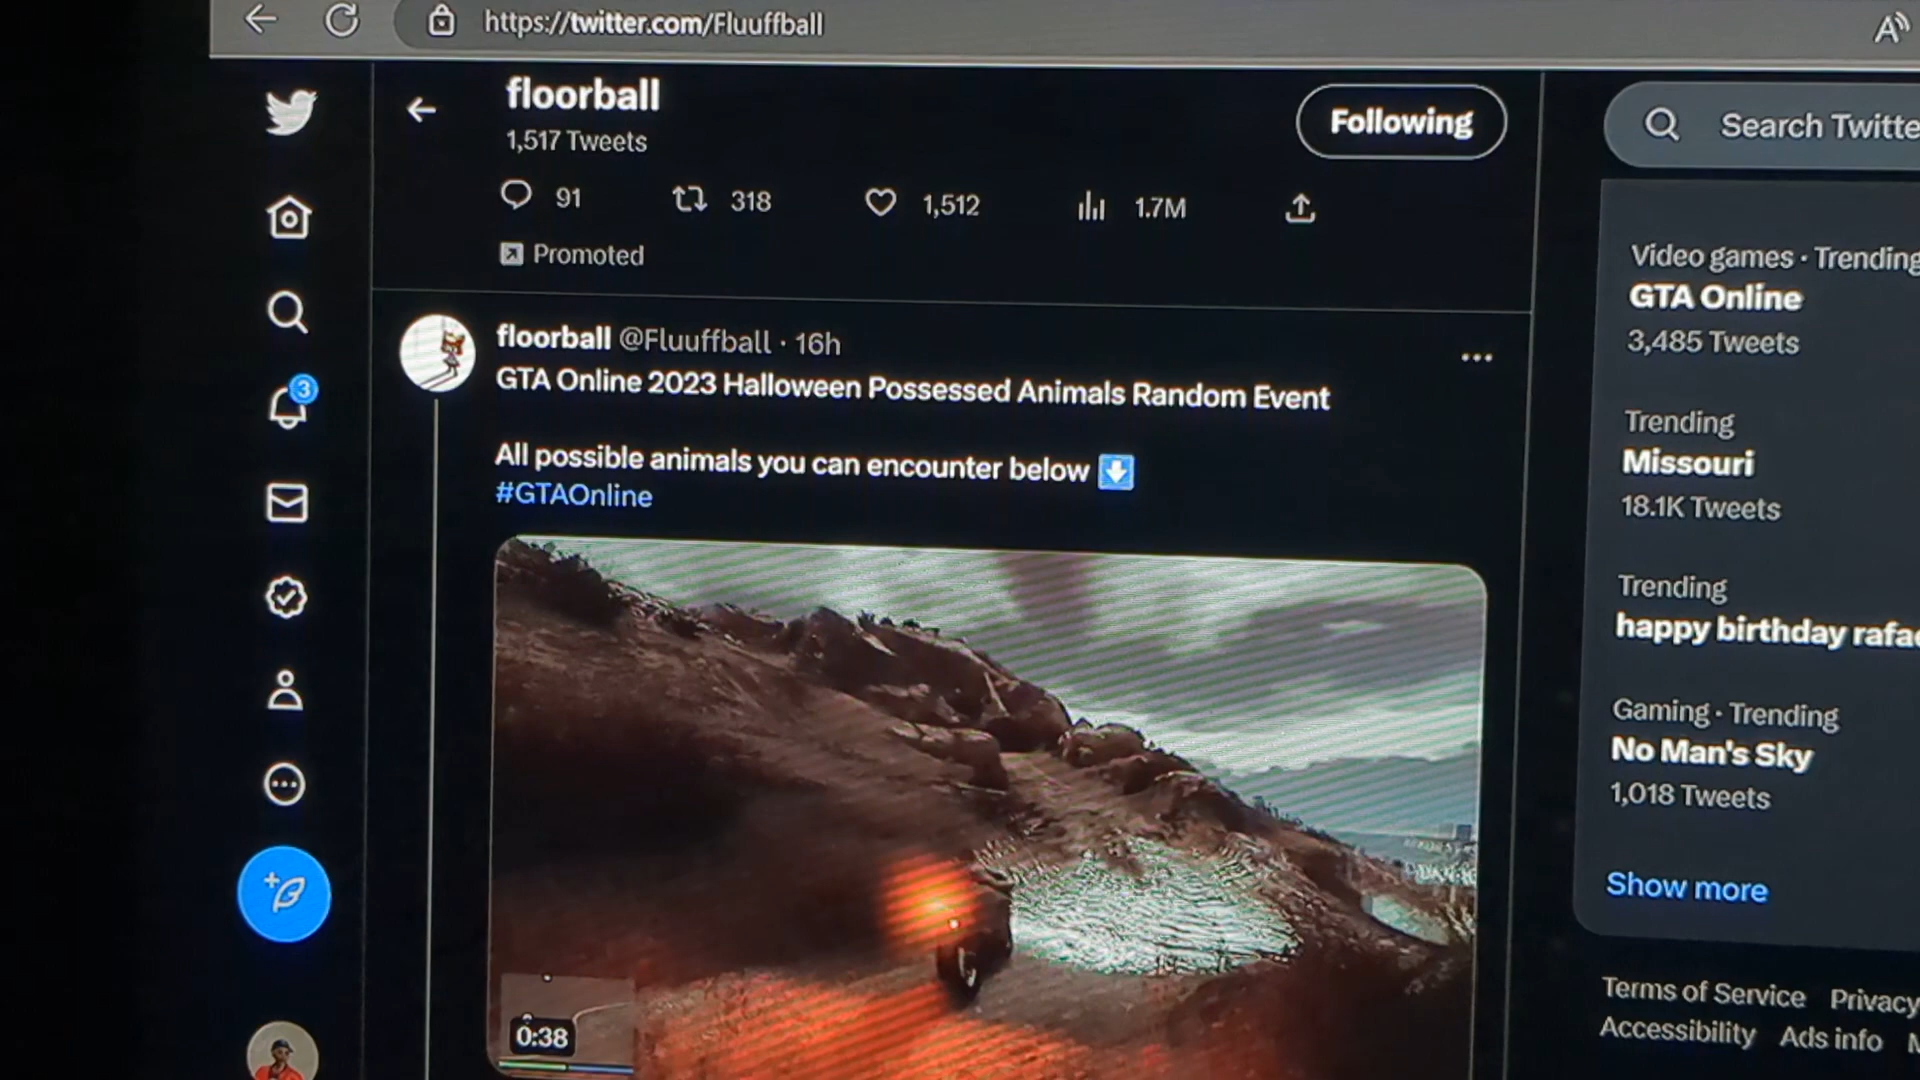 https://twitter.com/Fluuffball
floorball
1,517 Tweets
Following
91 318 1,512 1.7M
Promoted
floorball @Fluuffball · 16h
GTA Online 2023 Halloween Possessed Animals Random Event
All possible animals you can encounter below
#GTAOnline
0:38
3
Search Twitte
Video games · Trending
GTA Online
3,485 Tweets
Trending
Missouri
18.1K Tweets
Trending
happy birthday rafae
Gaming · Trending
No Man's Sky
1,018 Tweets
Show more
Terms of Service Privacy
Accessibility Ads info